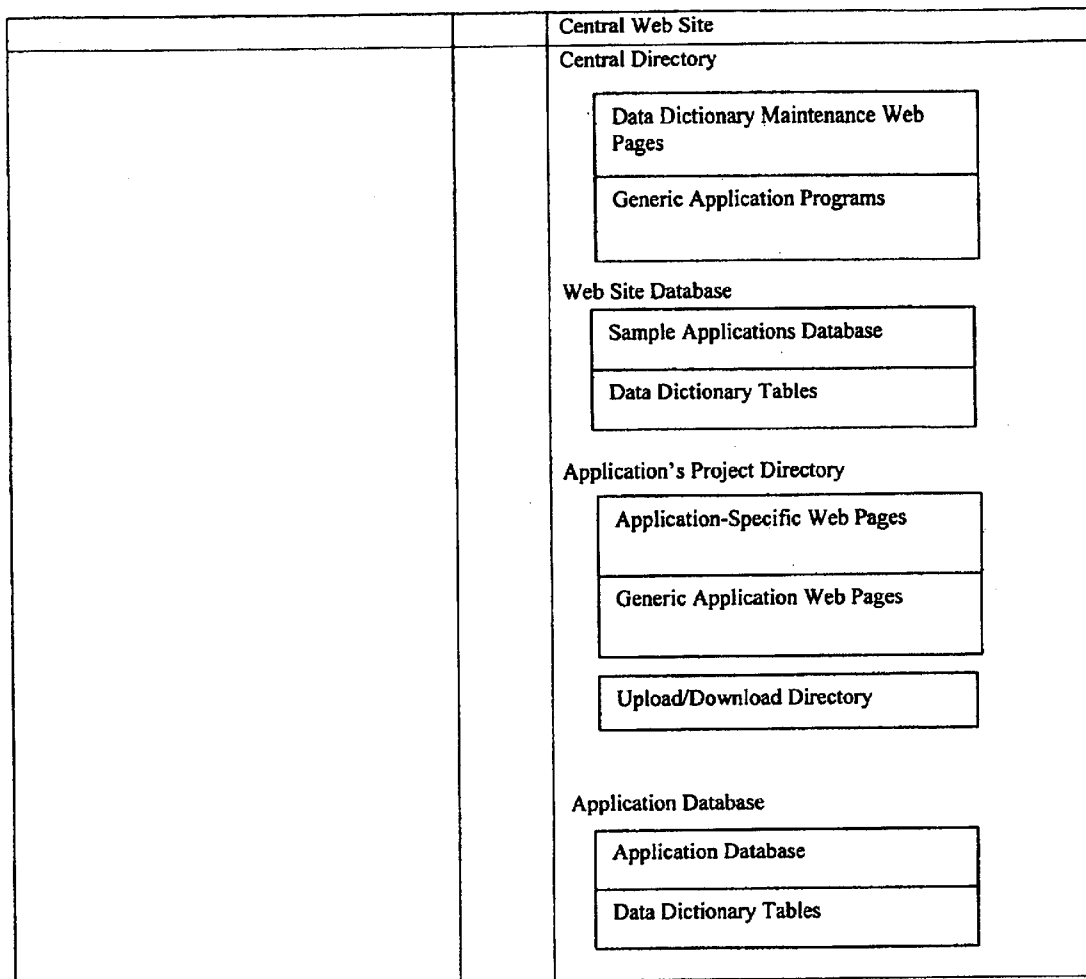 Central Web Site
Central Directory
Data Dictionary Maintenance Web
Pages
Generic Application Programs
Web Site Database
Sample Applications Database
Data Dictionary Tables
Application's Project Directory
Application-Specific Web Pages
Generic Application Web Pages
Upload/Download Directory
Application Database
Application Database
Data Dictionary Tables